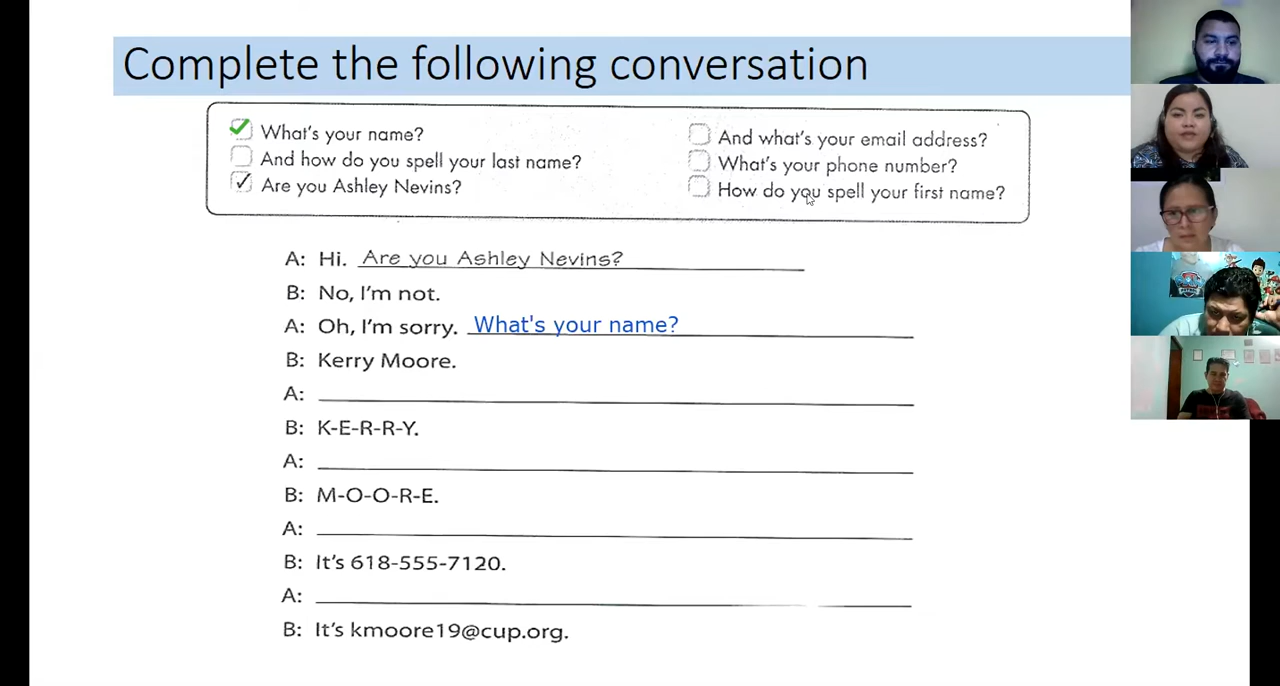 Complete the following conversation
What's your name?
And how do you spell your last name?
Are you Ashley Nevins?
And what's your email address?
What's your phone number?
How do you spell your first name?
A: Hi. Are you Ashley Nevins?
B: No, I'm not.
A: Oh, I'm sorry. What's your name?
B: Kerry Moore.
A:
B: K-E-R-R-Y.
A:
B: M-O-O-R-E.
A:
B: It's 618-555-7120.
A:
B: It's kmoore19@cup.org.